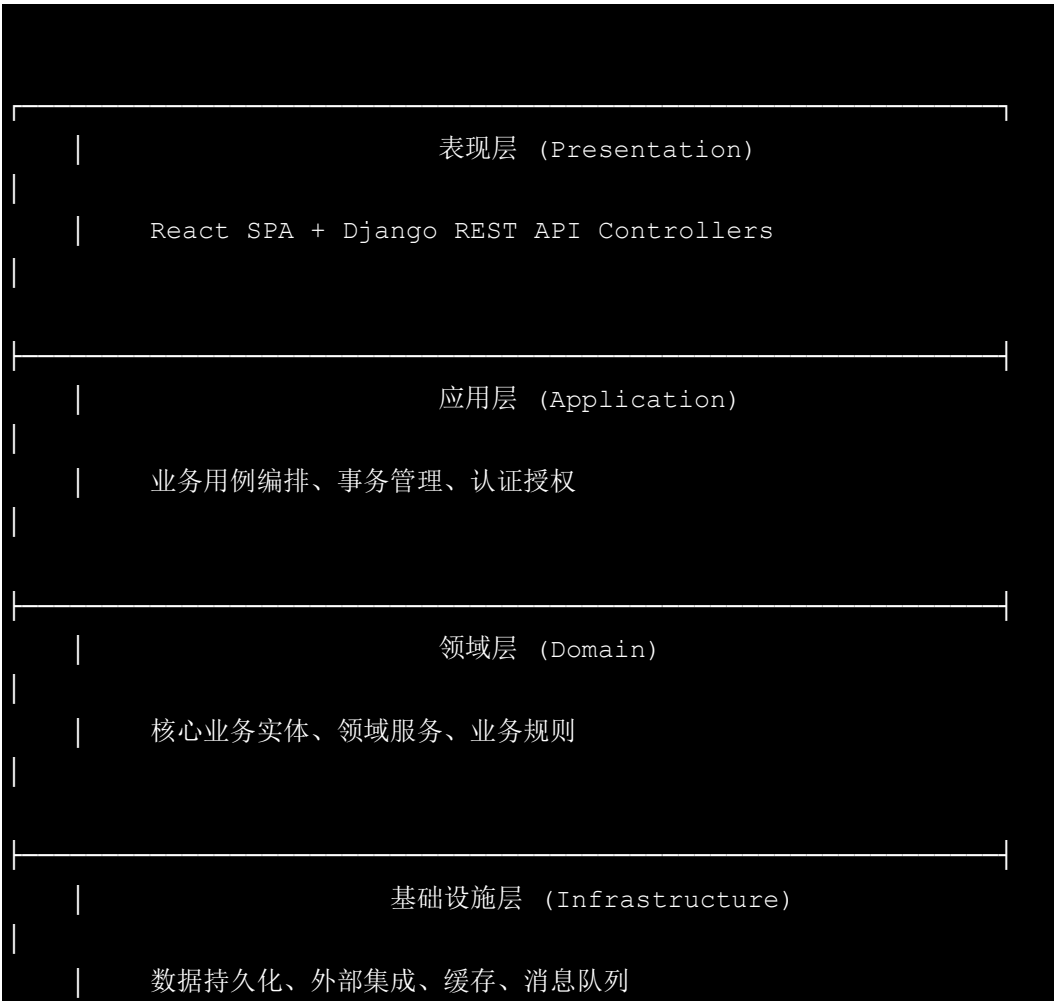 表现层 (Presentation)
React SPA + Django REST API Controllers
应用层 (Application)
业务用例编排、事务管理、认证授权
领域层 (Domain)
核心业务实体、领域服务、业务规则
基础设施层 (Infrastructure)
数据持久化、外部集成、缓存、消息队列